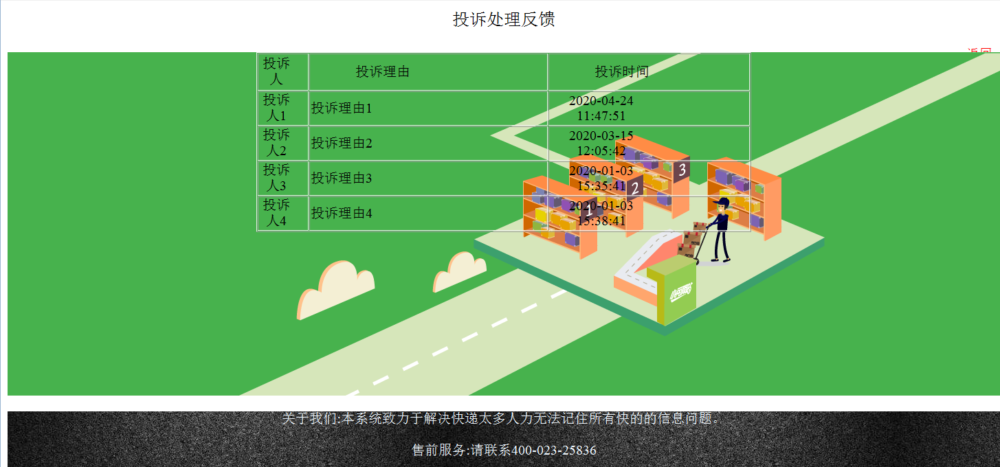 投诉处理反馈
返回
投诉
人
投诉理由
投诉时间
投诉
人1
投诉理由1
2020-04-24
11:47:51
投诉
人2
投诉理由2
2020-03-15
12:05:42
投诉
人3
投诉理由3
2020-01-03
15:35:41
投诉
人4
投诉理由4
2020-01-03
15:38:41
1
2
3
关于我们:本系统致力于解决快递太多人力无法记住所有快的的信息问题。
售前服务:请联系400-023-25836